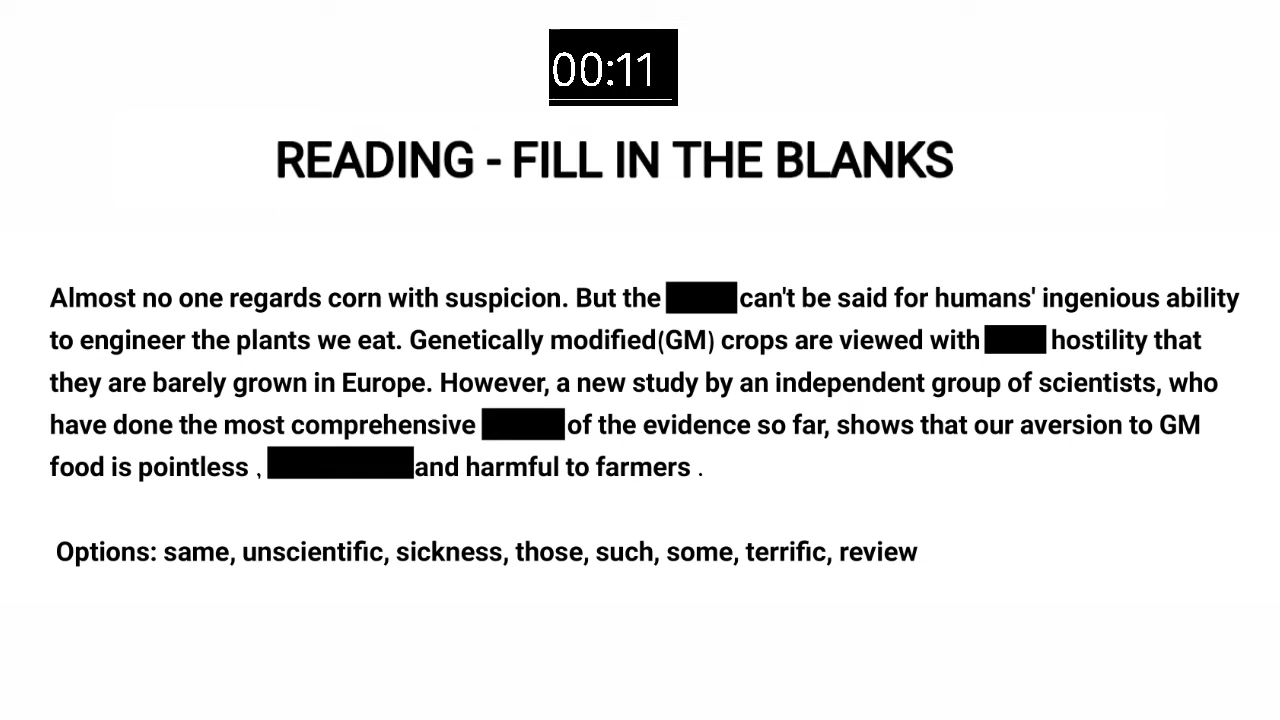 00:11
READING - FILL IN THE BLANKS
Almost no one regards corn with suspicion. But the can't be said for humans' ingenious ability
to engineer the plants we eat. Genetically modified(GM) crops are viewed with hostility that
they are barely grown in Europe. However, a new study by an independent group of scientists, who
have done the most comprehensive of the evidence so far, shows that our aversion to GM
food is pointless , and harmful to farmers .
Options: same, unscientific, sickness, those, such, some, terrific, review